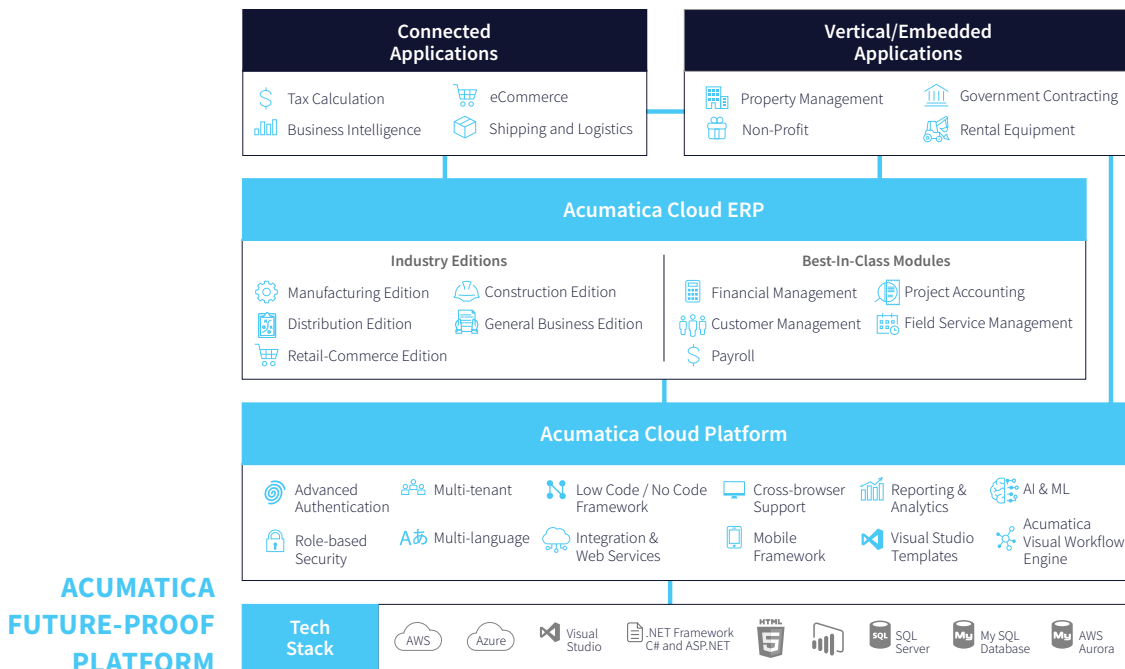 Connected
Applications
Tax Calculation
eCommerce
Business Intelligence
Shipping and Logistics
Vertical/Embedded
Applications
Property Management
Government Contracting
Non-Profit
Rental Equipment
Acumatica Cloud ERP
Industry Editions
Manufacturing Edition
Construction Edition
Distribution Edition
General Business Edition
Retail-Commerce Edition
Best-In-Class Modules
Financial Management
Project Accounting
Customer Management
Field Service Management
Payroll
Acumatica Cloud Platform
Advanced
Authentication
Multi-tenant
Low Code / No Code
Framework
Cross-browser
Support
Reporting &
Analytics
AI & ML
Role-based
Security
Aあ Multi-language
Integration &
Web Services
Mobile
Framework
Visual Studio
Templates
Acumatica
Visual Workflow
Engine
ACUMATICA
FUTURE-PROOF
PLATFORM
Tech
Stack
AWS
Azure
Visual
Studio
.NET Framework
C# and ASP.NET
HTML
5
SQL
SQL
Server
My
My SQL
Database
My
AWS
Aurora